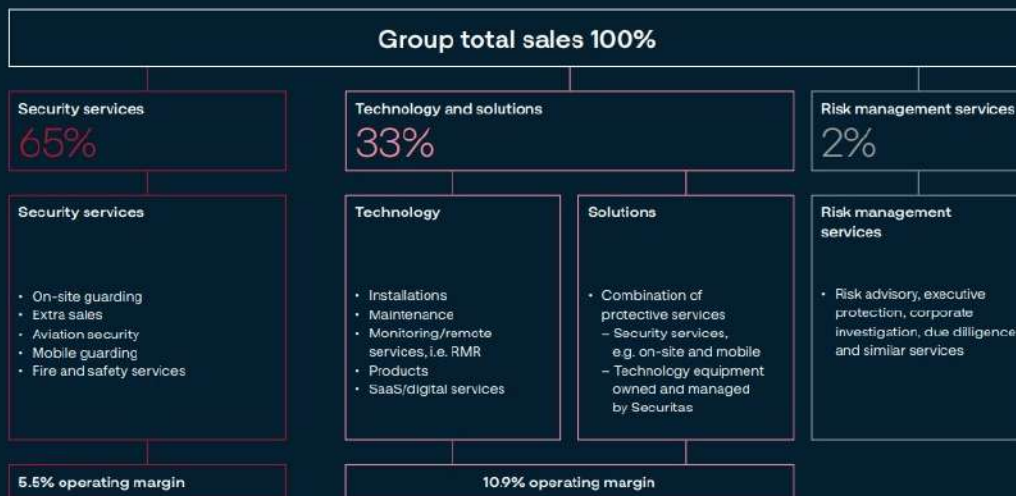 Group total sales 100%
Security services
65%
Technology and solutions
33%
Risk management services
2%
Security services
• On-site guarding
• Extra sales
• Aviation security
• Mobile guarding
• Fire and safety services
Technology
• Installations
• Maintenance
• Monitoring/remote
services, i.e. RMR
• Products
• SaaS/digital services
Solutions
• Combination of
protective services
– Security services,
e.g. on-site and mobile
– Technology equipment
owned and managed
by Securitas
Risk management
services
• Risk advisory, executive
protection, corporate
investigation, due dilligence
and similar services
5.5% operating margin
10.9% operating margin